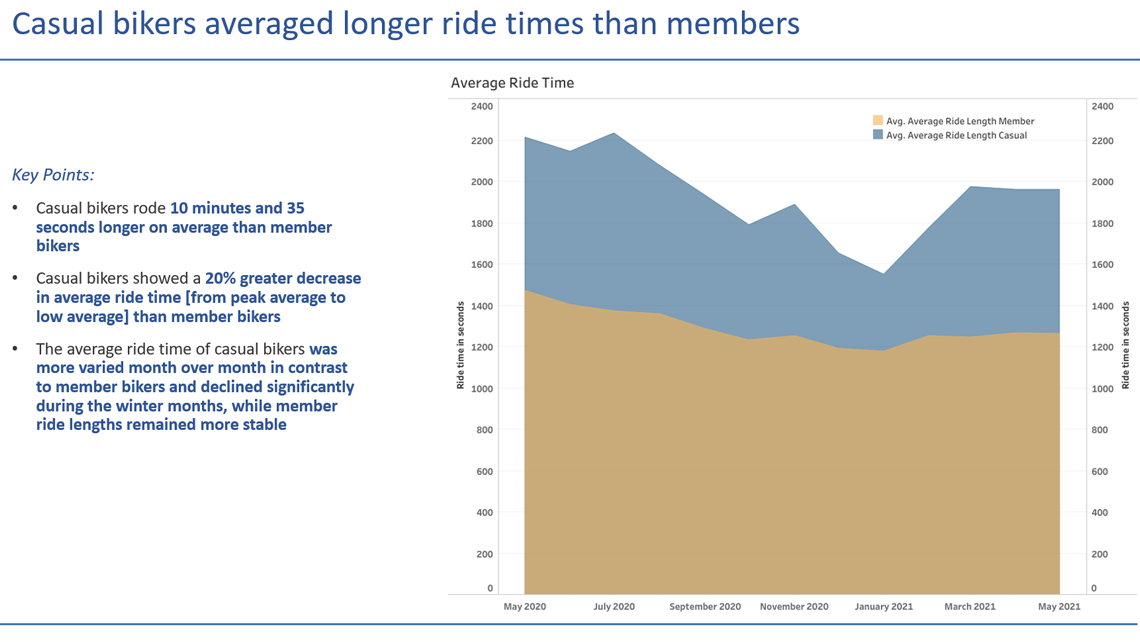 Casual bikers averaged longer ride times than members
Key Points:
• Casual bikers rode 10 minutes and 35
seconds longer on average than member
bikers
• Casual bikers showed a 20% greater decrease
in average ride time [from peak average to
low average] than member bikers
• The average ride time of casual bikers was
more varied month over month in contrast
to member bikers and declined significantly
during the winter months, while member
ride lengths remained more stable
Average Ride Time
Avg. Average Ride Length Member
Avg. Average Ride Length Casual
Ride time in seconds
2400
2200
2000
1800
1600
1400
1200
1000
800
600
400
200
0
2400
2200
2000
1800
1600
1400
1200
1000
800
600
400
200
0
Ride time in seconds
May 2020 July 2020 September 2020 November 2020 January 2021 March 2021 May 2021